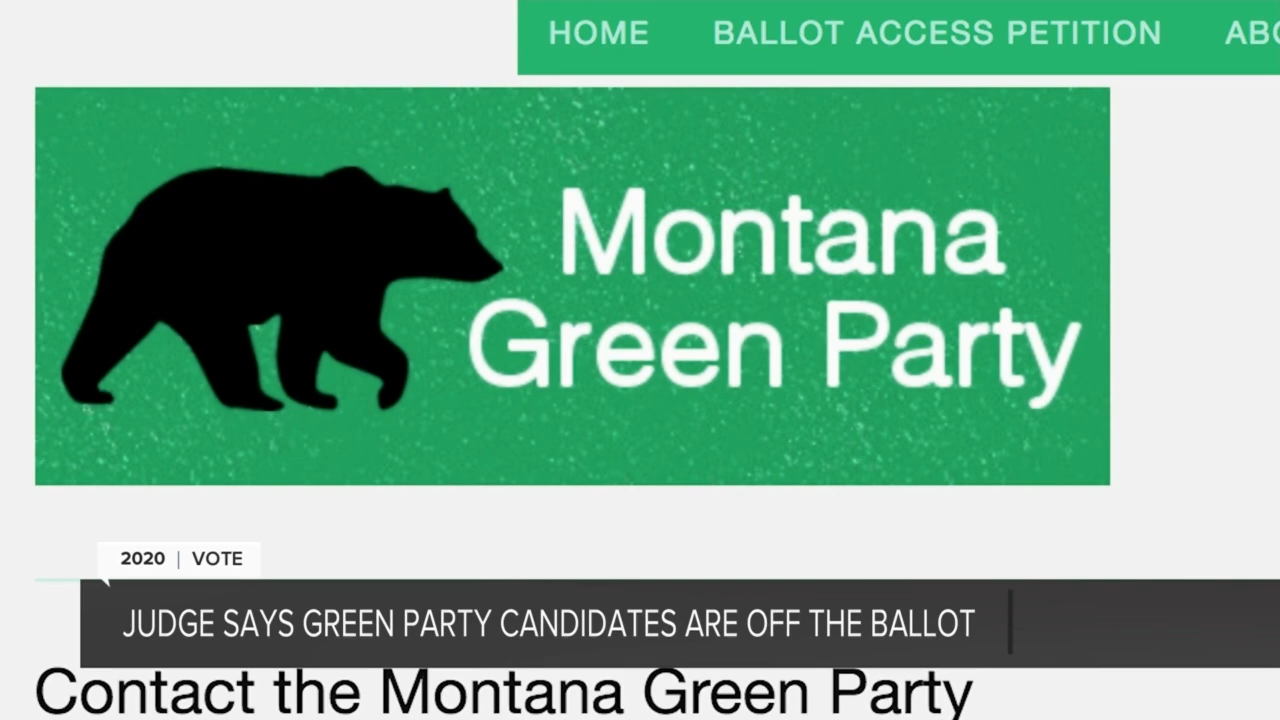 HOME BALLOT ACCESS PETITION
Montana
Green Party
2020 | VOTE
JUDGE SAYS GREEN PARTY CANDIDATES ARE OFF THE BALLOT
Contact the Montana Green Party